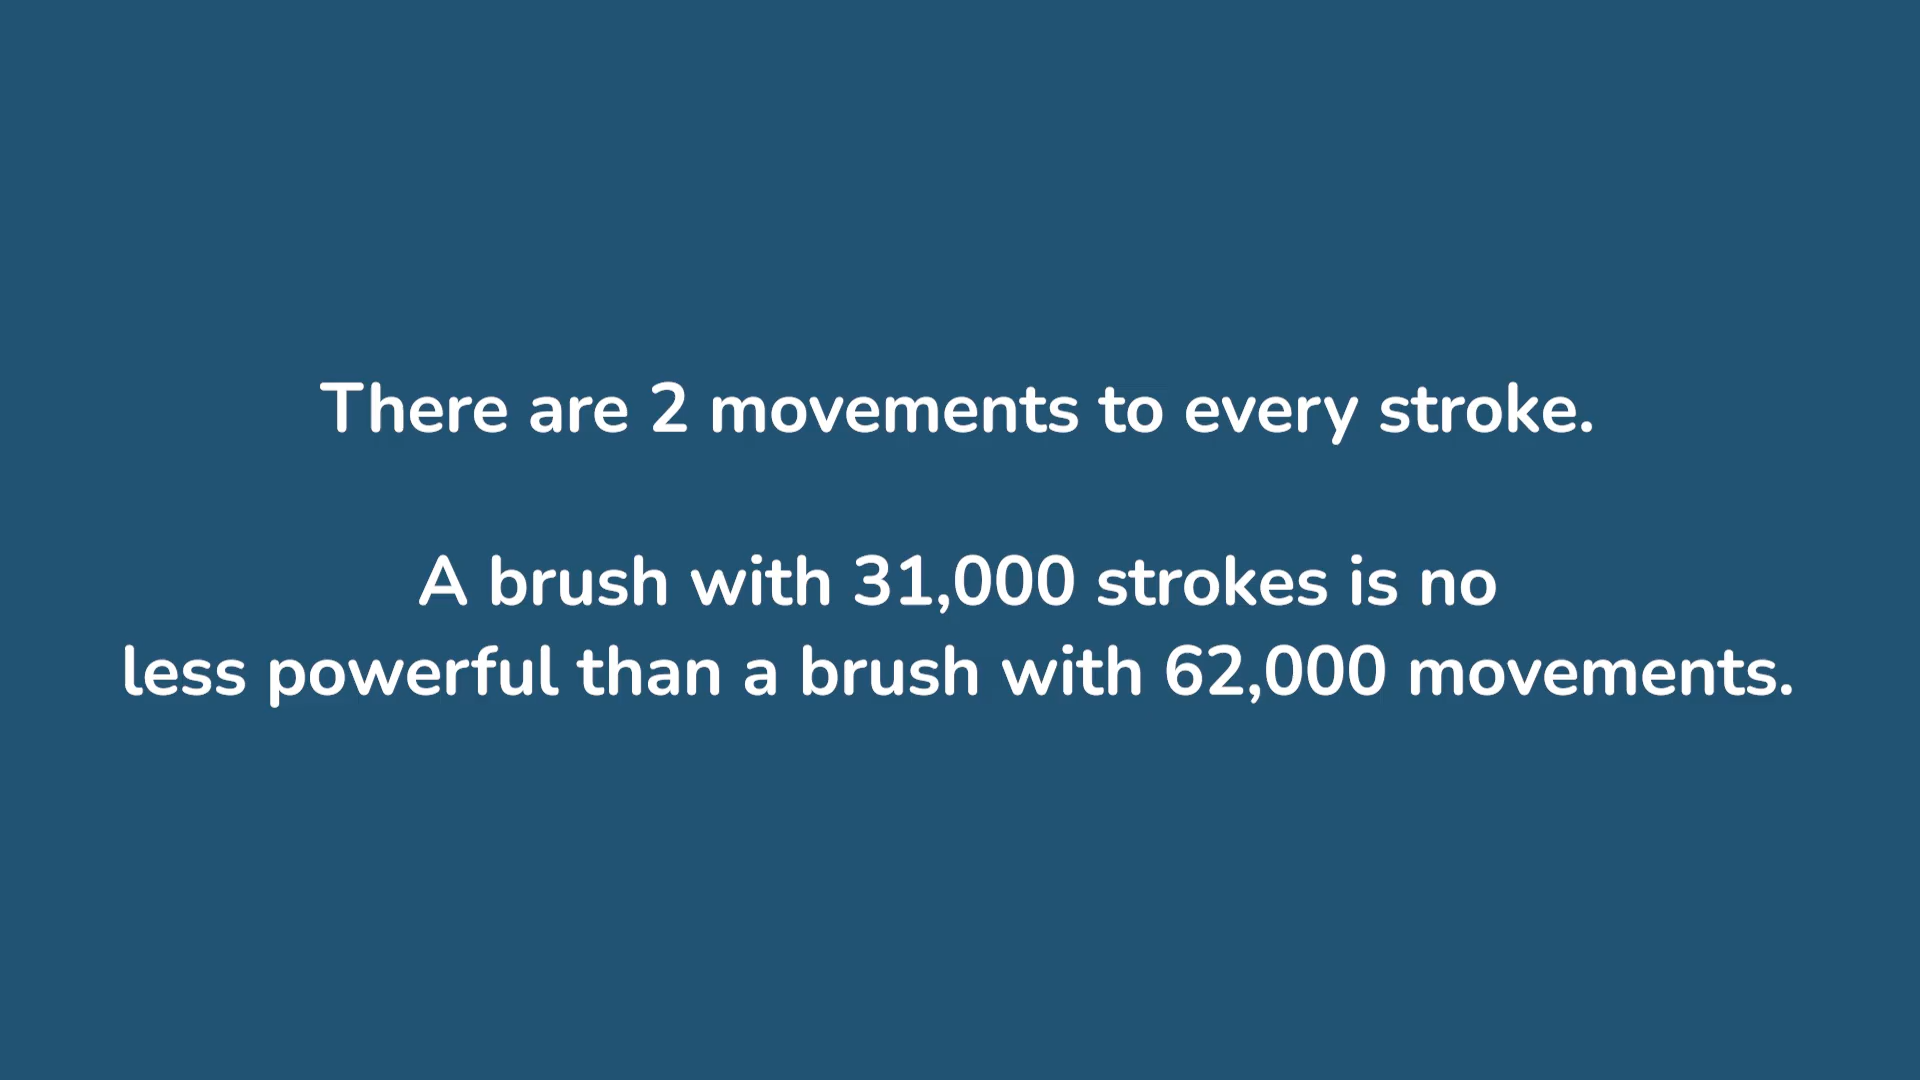 There are 2 movements to every stroke.
A brush with 31,000 strokes is no
less powerful than a brush with 62,000 movements.